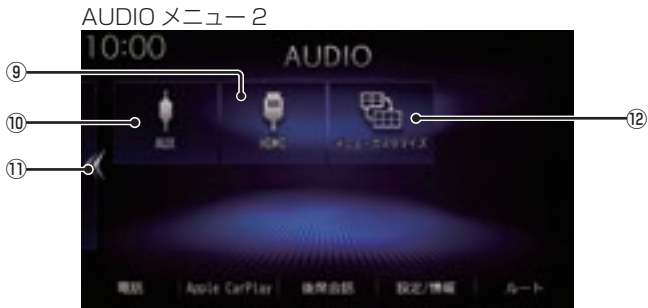 AUDIO メニュー 2
10:00
AUDIO
⑨
⑩
⑪
⑫
AUX
HDMI
メニューカスタマイズ
電話
Apple CarPlay
後席会話
設定/情報
ルート